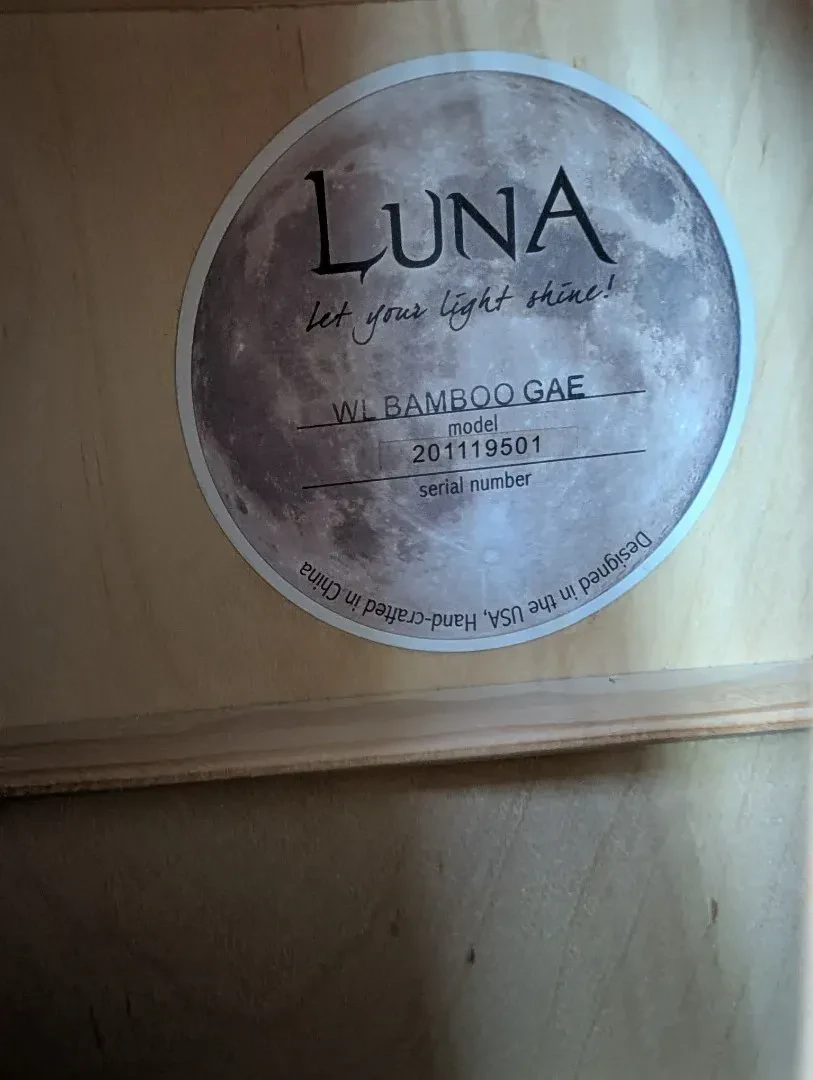 LUNA
Let your light shine!
WL BAMBOO GAE
model
201119501
serial number
Designed in the USA, Hand-crafted in China